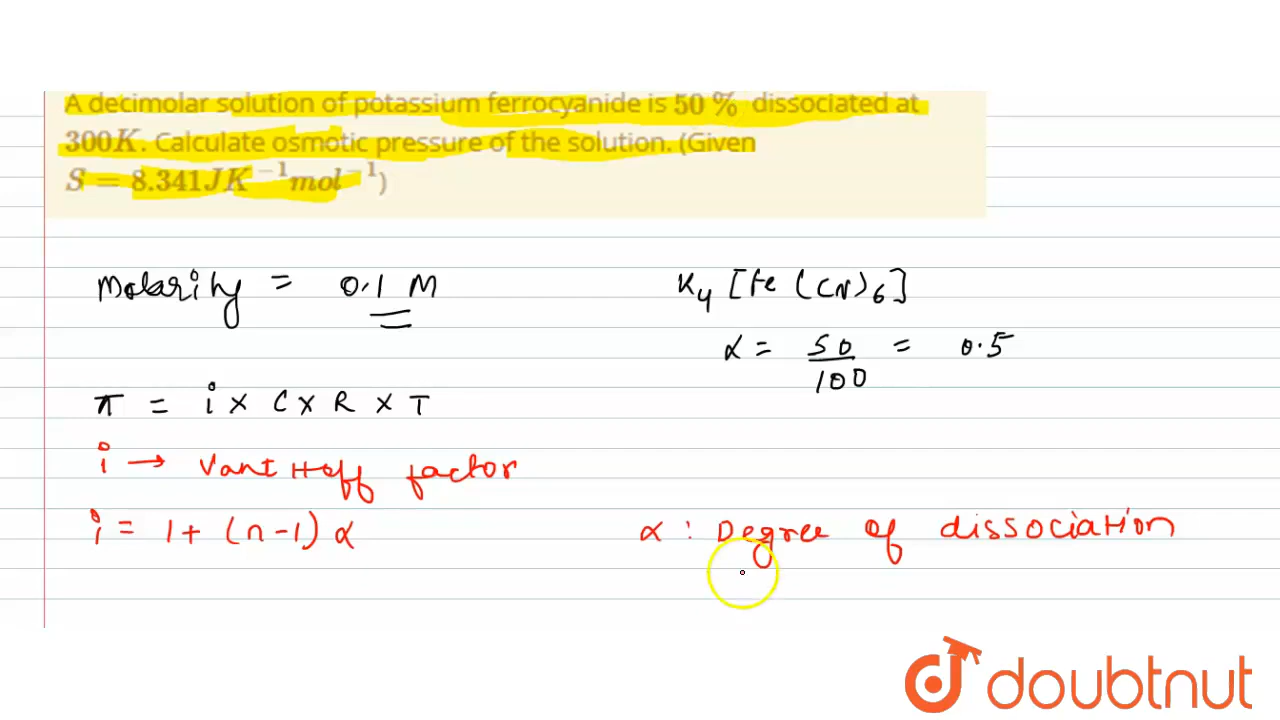 A decimolar solution of potassium ferrocyanide is 50 % dissociated at
300K. Calculate osmotic pressure of the solution. (Given
S = 8.341JK⁻¹mol⁻¹)
Molarity = 0.1 M
K₄ [Fe (CN)₆]
α = 50/100 = 0.5
π = i × C × R × T
i → Vant Hoff factor
i = 1 + (n-1) α
α : Degree of dissociation
doubtnut